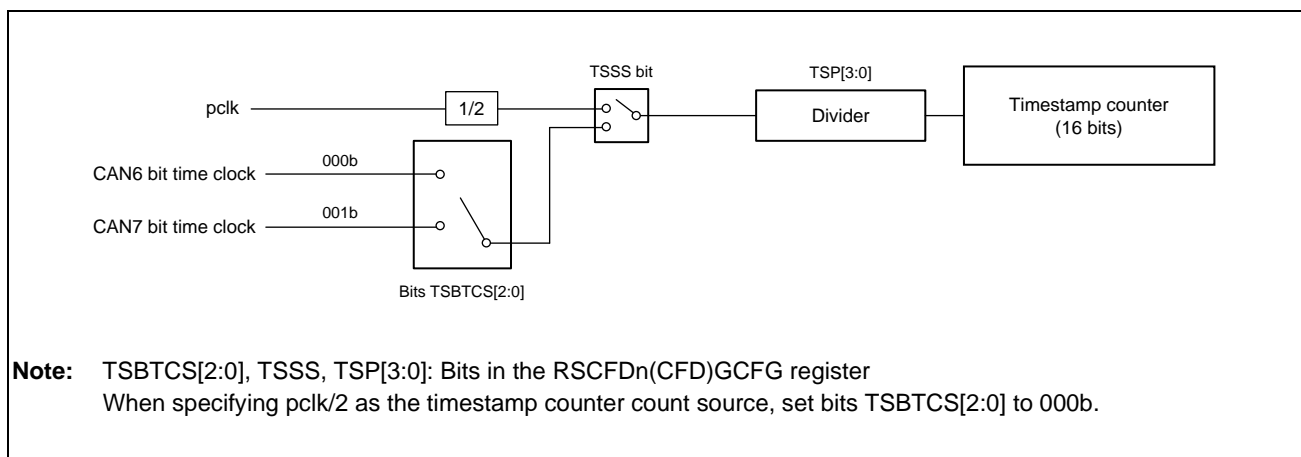 TSSS bit
TSP[3:0]
pclk
1/2
Divider
Timestamp counter
(16 bits)
000b
CAN6 bit time clock
001b
CAN7 bit time clock
Bits TSBTCS[2:0]
Note: TSBTCS[2:0], TSSS, TSP[3:0]: Bits in the RSCFDn(CFD)GCFG register
When specifying pclk/2 as the timestamp counter count source, set bits TSBTCS[2:0] to 000b.